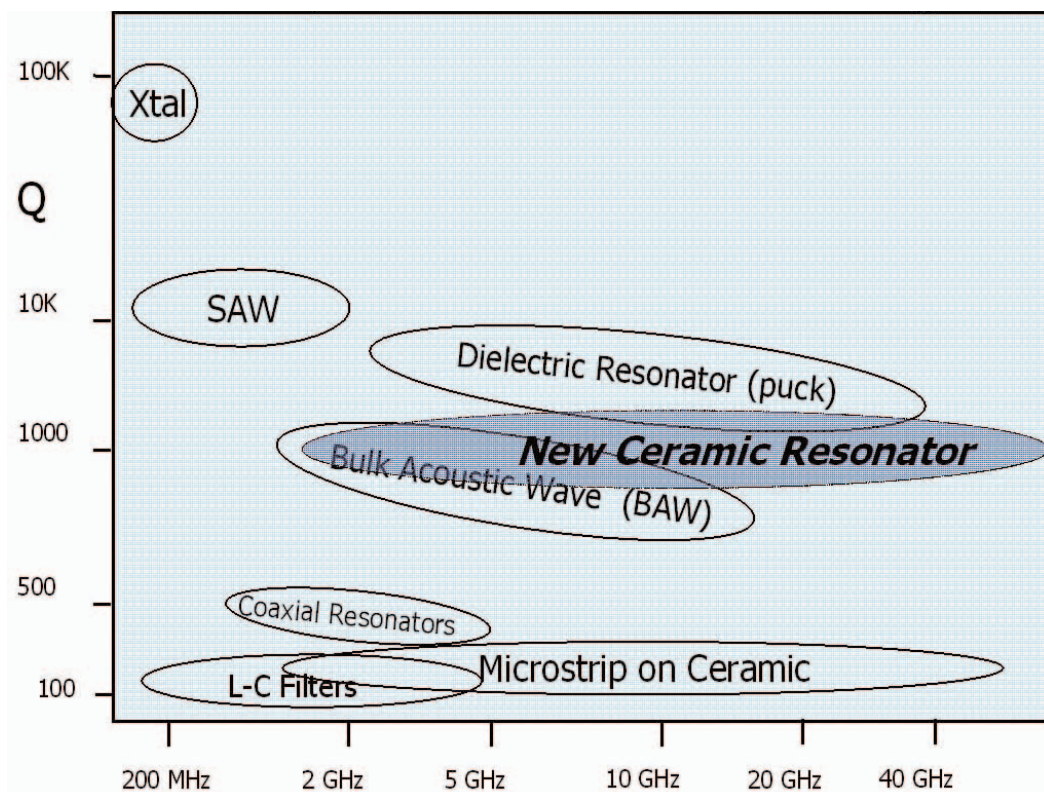 100K
Xtal
Q
10K
SAW
Dielectric Resonator (puck)
1000
New Ceramic Resonator
Bulk Acoustic Wave (BAW)
500
Coaxial Resonators
Microstrip on Ceramic
L-C Filters
100
200 MHz
2 GHz
5 GHz
10 GHz
20 GHz
40 GHz